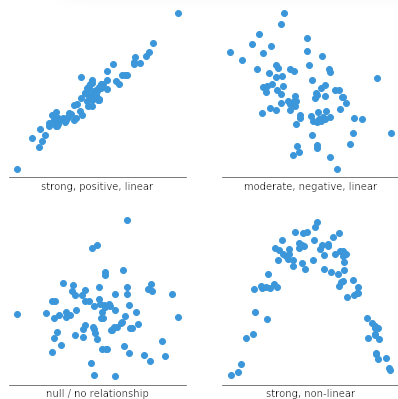 strong, positive, linear
moderate, negative, linear
null / no relationship
strong, non-linear